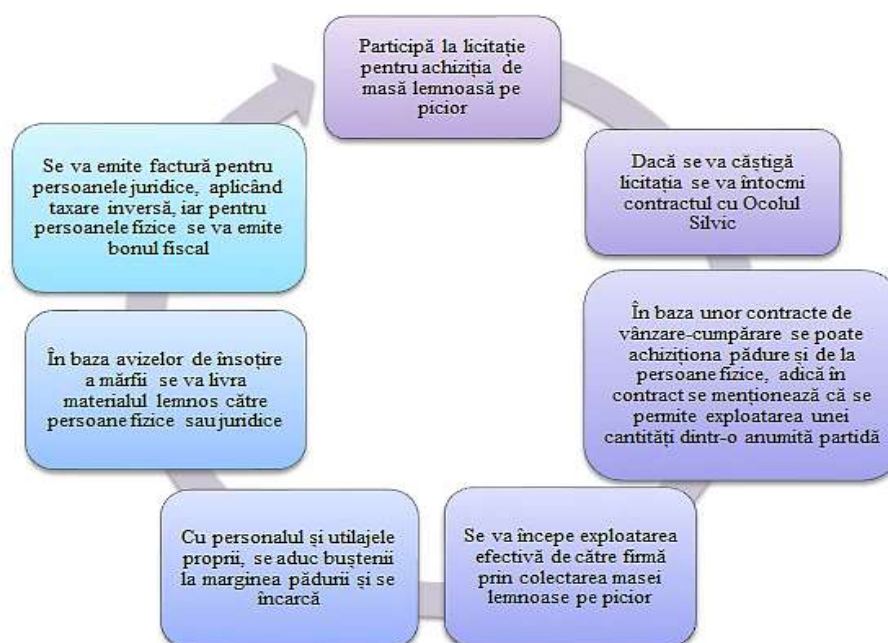 Participă la licitație
pentru achiziția de
masă lemnoasă pe
picior
Dacă se va căștigă
licitația se va întocmi
contractul cu Ocolul
Silvic
În baza unor contracte de
vânzare-cumpărare se poate
achiziționa pădure și de la
persoane fizice, adică în
contract se menționează că se
permite exploatarea unei
cantități dintr-o anumită partidă
Se va începe exploatarea
efectivă de către firmă
prin colectarea masei
lemnoase pe picior
Cu personalul și utilajele
proprii, se aduc buștenii
la marginea pădurii și se
încarcă
În baza avizelor de însoțire
a mărfii se va livra
materialul lemnos către
persoane fizice sau juridice
Se va emite factură pentru
persoanele juridice, aplicând
taxare inversă, iar pentru
persoanele fizice se va emite
bonul fiscal